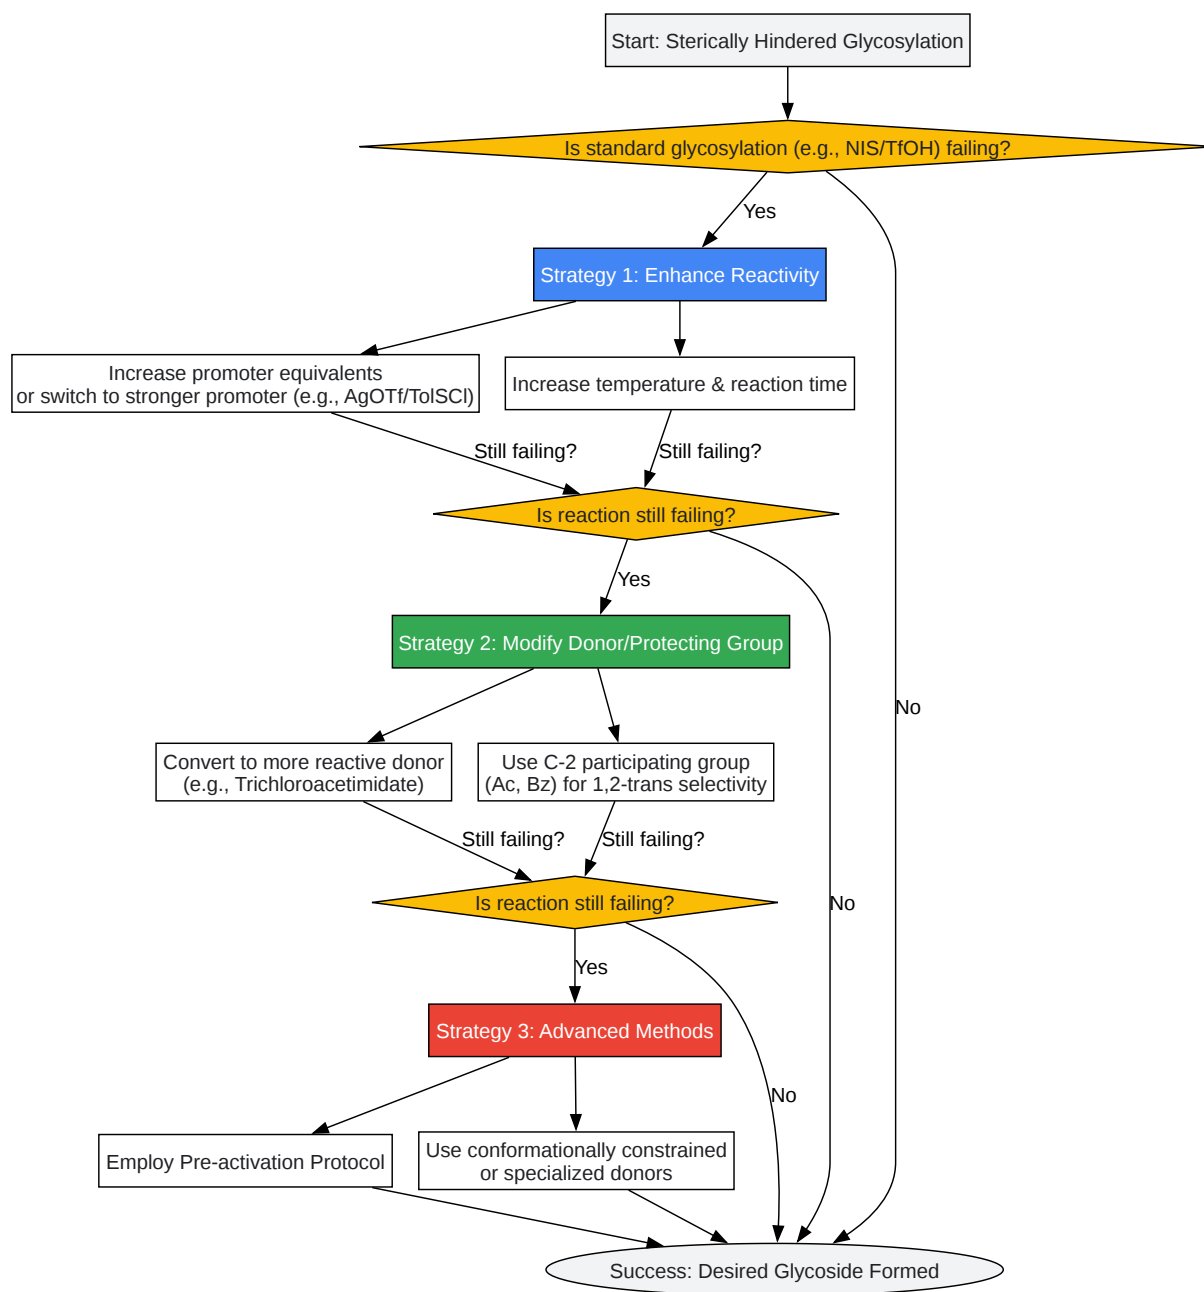 Start: Sterically Hindered Glycosylation
Is standard glycosylation (e.g., NIS/TfOH) failing?
Yes
Strategy 1: Enhance Reactivity
Increase promoter equivalents
or switch to stronger promoter (e.g., AgOTf/TolSCl)
Increase temperature & reaction time
Still failing?
Still failing?
Is reaction still failing?
Yes
Strategy 2: Modify Donor/Protecting Group
No
Convert to more reactive donor
(e.g., Trichloroacetimidate)
Use C-2 participating group
(Ac, Bz) for 1,2-trans selectivity
Still failing?
Still failing?
Is reaction still failing?
No
Yes
Strategy 3: Advanced Methods
No
Employ Pre-activation Protocol
Use conformationally constrained
or specialized donors
Success: Desired Glycoside Formed